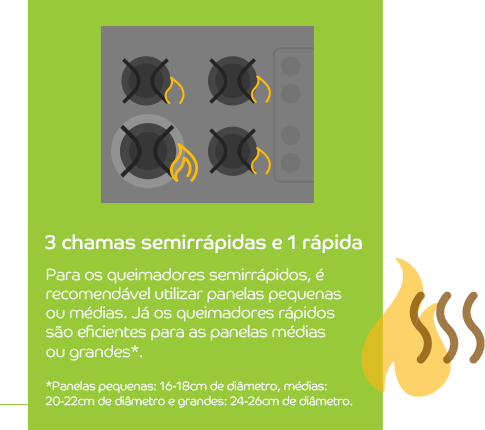 3 chamas semirrápidas e 1 rápida
Para os queimadores semirrápidos, é
recomendável utilizar panelas pequenas
ou médias. Já os queimadores rápidos
são eficientes para as panelas médias
ou grandes*.
*Panelas pequenas: 16-18cm de diâmetro, médias:
20-22cm de diâmetro e grandes: 24-26cm de diâmetro.